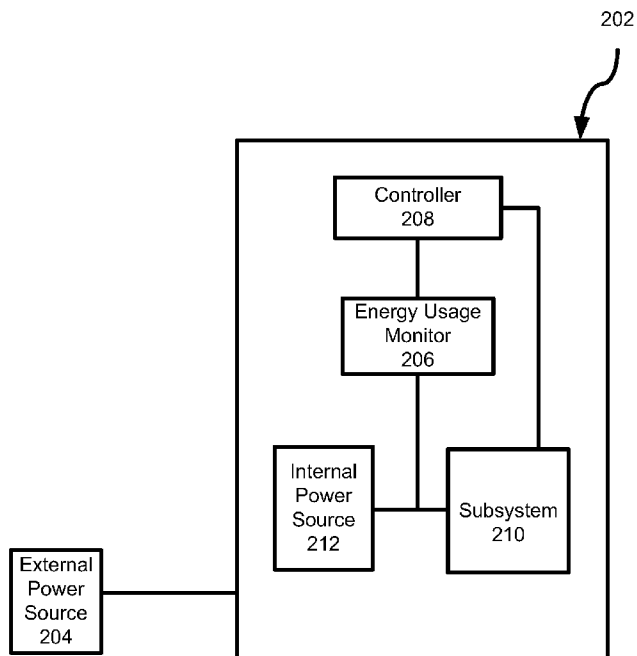 202
Controller
208
Energy Usage
Monitor
206
Internal
Power
Source
212
Subsystem
210
External
Power
Source
204